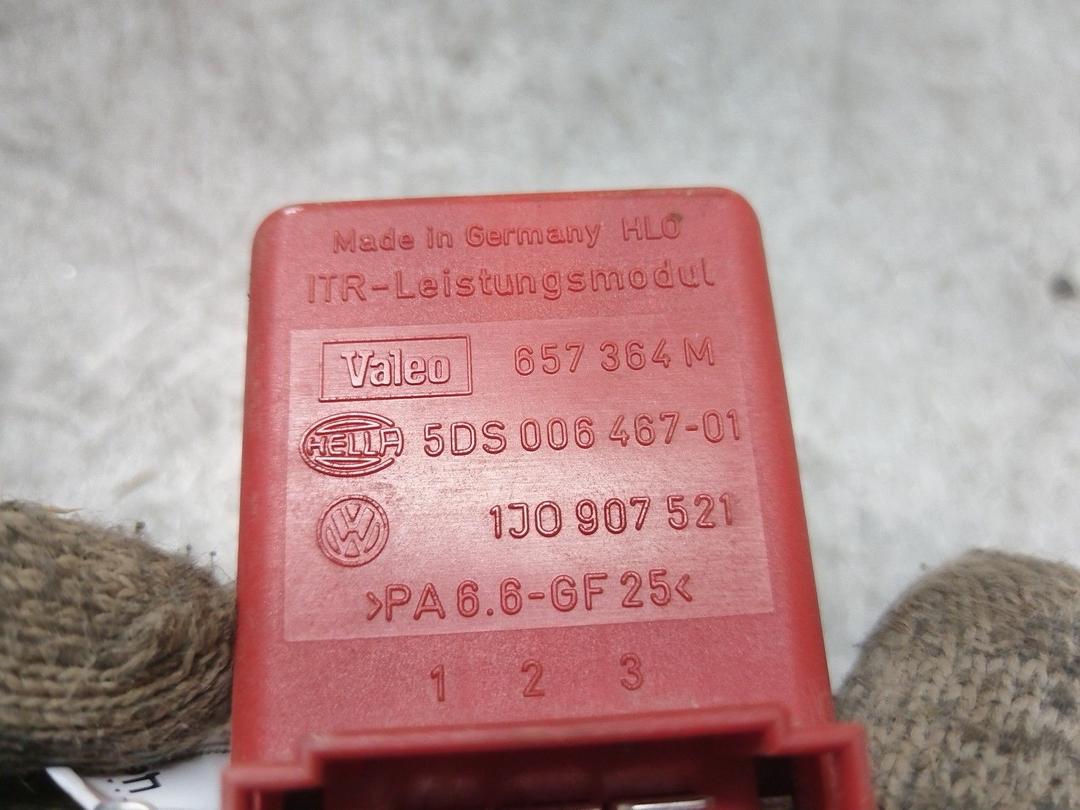 Made in Germany HLO
ITR-Leistungsmodul
Valeo 657 364 M
HELLA 5DS 006 467-01
VW 1J0 907 521
>PA 6.6-GF 25<
1 2 3